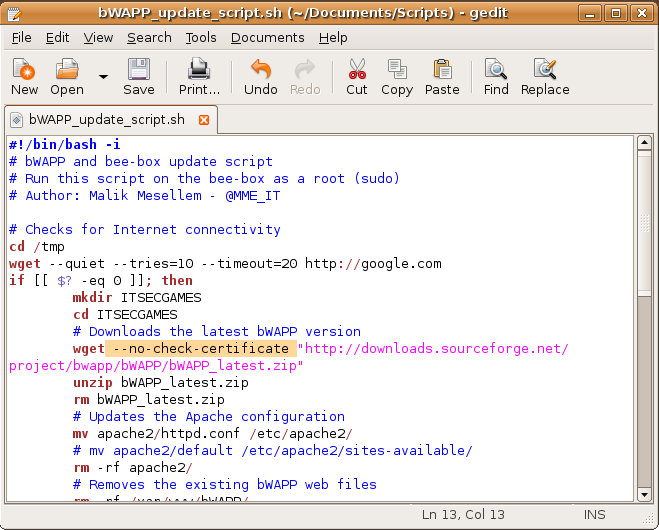 bWAPP_update_script.sh (~/Documents/Scripts) - gedit
File Edit View Search Tools Documents Help
New Open Save Print... Undo Redo Cut Copy Paste Find Replace
bWAPP_update_script.sh
#!/bin/bash -i
# bWAPP and bee-box update script
# Run this script on the bee-box as a root (sudo)
# Author: Malik Mesellem - @MME_IT

# Checks for Internet connectivity
cd /tmp
wget --quiet --tries=10 --timeout=20 http://google.com
if [[ $? -eq 0 ]]; then
        mkdir ITSECGAMES
        cd ITSECGAMES
        # Downloads the latest bWAPP version
        wget --no-check-certificate "http://downloads.sourceforge.net/
project/bwapp/bWAPP/bWAPP_latest.zip"
        unzip bWAPP_latest.zip
        rm bWAPP_latest.zip
        # Updates the Apache configuration
        mv apache2/httpd.conf /etc/apache2/
        # mv apache2/default /etc/apache2/sites-available/
        rm -rf apache2/
        # Removes the existing bWAPP web files
        rm -rf /var/www/bWAPP/
Ln 13, Col 13 INS